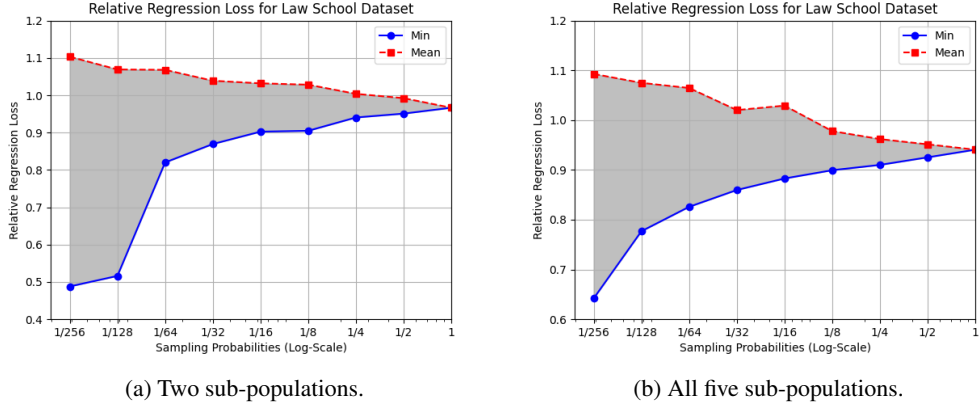 Relative Regression Loss for Law School Dataset
1.2
1.1
1.0
0.9
0.8
0.7
0.6
0.5
0.4
Relative Regression Loss
Min
Mean
1/256 1/128 1/64 1/32 1/16 1/8 1/4 1/2 1
Sampling Probabilities (Log-Scale)
(a) Two sub-populations.
Relative Regression Loss for Law School Dataset
1.2
1.1
1.0
0.9
0.8
0.7
0.6
Relative Regression Loss
Min
Mean
1/256 1/128 1/64 1/32 1/16 1/8 1/4 1/2 1
Sampling Probabilities (Log-Scale)
(b) All five sub-populations.